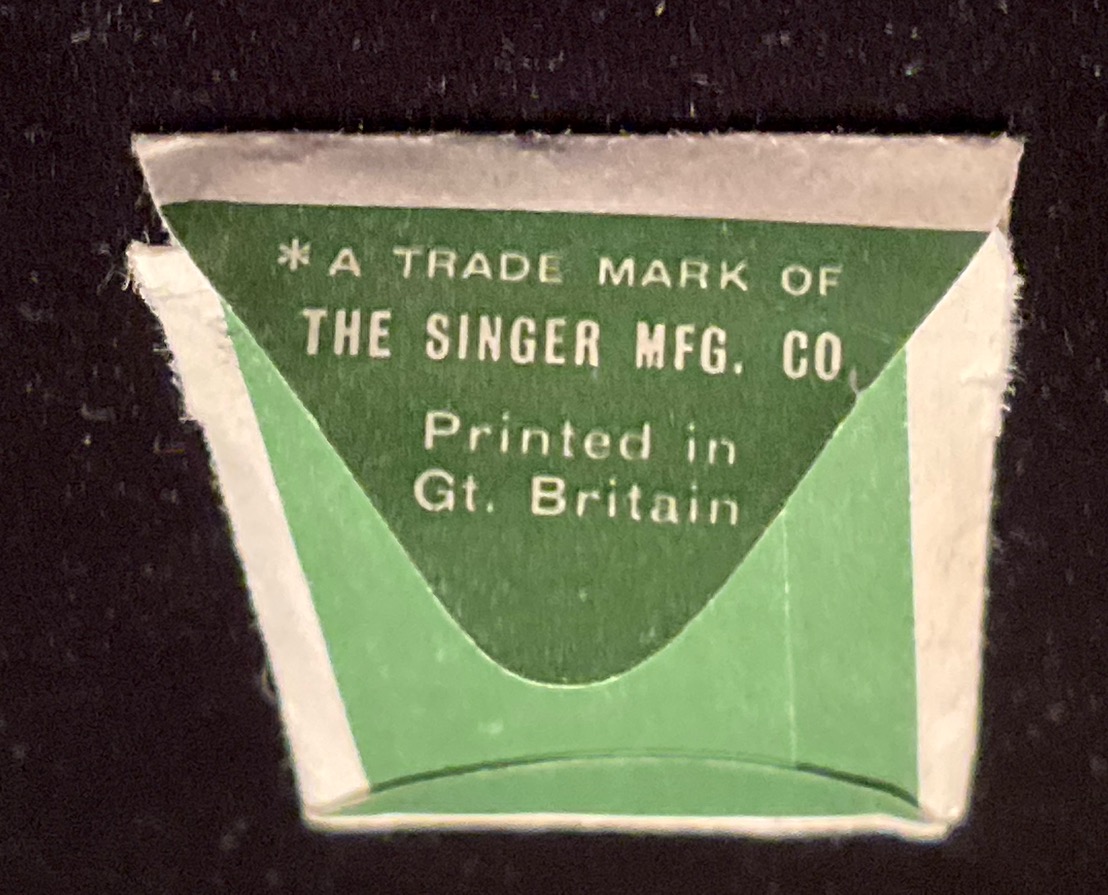 * A TRADE MARK OF
THE SINGER MFG. CO.
Printed in
Gt. Britain